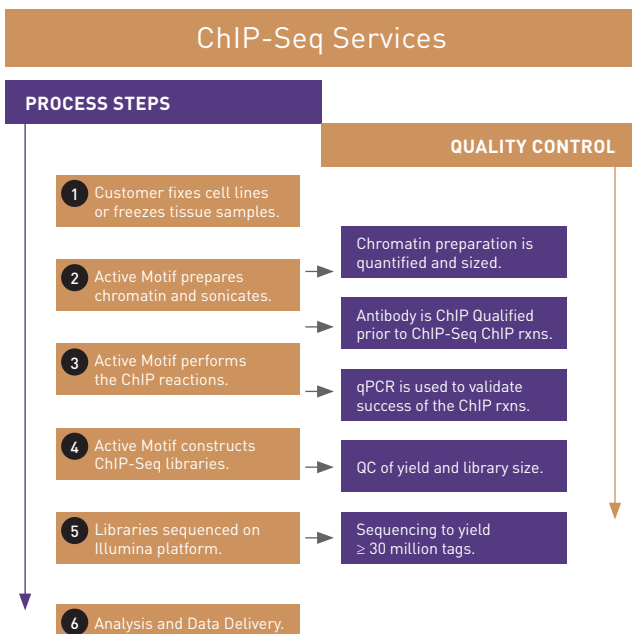 ChIP-Seq Services
PROCESS STEPS
QUALITY CONTROL
1 Customer fixes cell lines
or freezes tissue samples.
Chromatin preparation is
quantified and sized.
2 Active Motif prepares
chromatin and sonicates.
Antibody is ChIP Qualified
prior to ChIP-Seq ChIP rxns.
3 Active Motif performs
the ChIP reactions.
qPCR is used to validate
success of the ChIP rxns.
4 Active Motif constructs
ChIP-Seq libraries.
QC of yield and library size.
5 Libraries sequenced on
Illumina platform.
Sequencing to yield
≥ 30 million tags.
6 Analysis and Data Delivery.